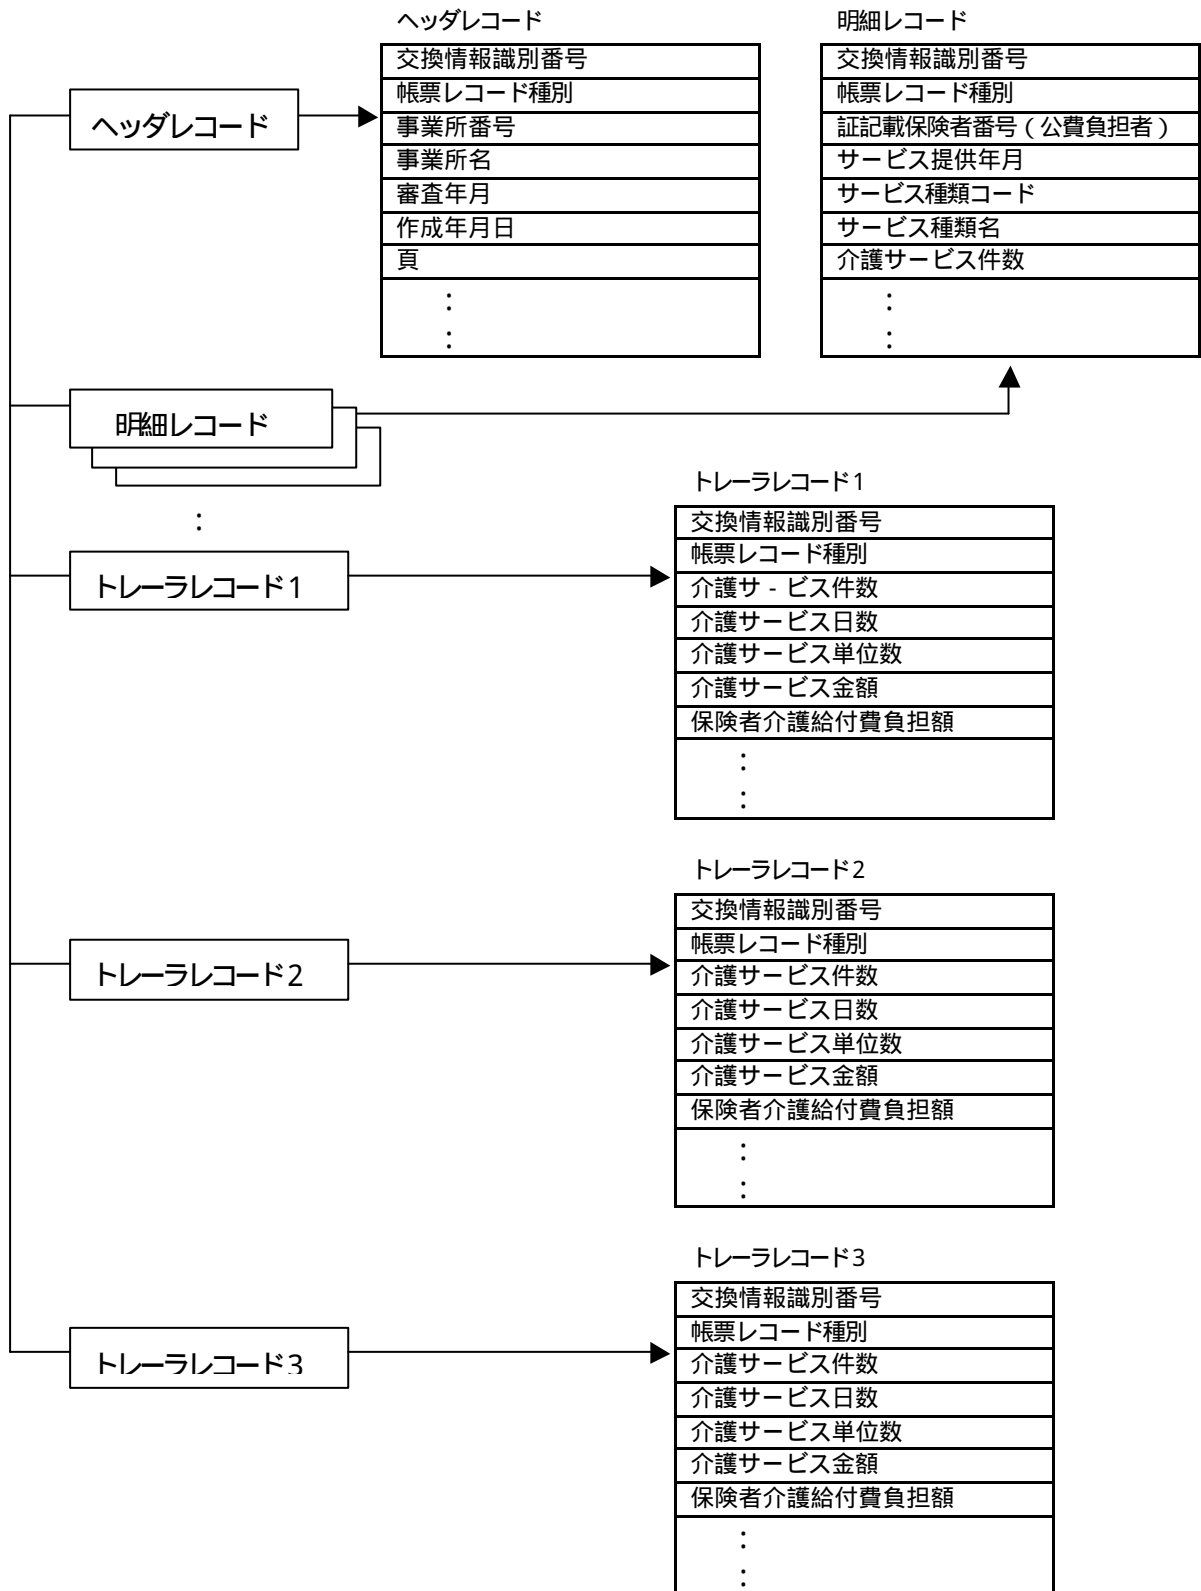 ヘッダレコード
交換情報識別番号
帳票レコード種別
事業所番号
事業所名
審査年月
作成年月日
頁
：
：
明細レコード
交換情報識別番号
帳票レコード種別
証記載保険者番号（公費負担者）
サービス提供年月
サービス種類コード
サービス種類名
介護サービス件数
：
：
ヘッダレコード
明細レコード
：
トレーラレコード1
トレーラレコード1
交換情報識別番号
帳票レコード種別
介護サ‐ビス件数
介護サービス日数
介護サービス単位数
介護サービス金額
保険者介護給付費負担額
：
：
トレーラレコード2
トレーラレコード2
交換情報識別番号
帳票レコード種別
介護サービス件数
介護サービス日数
介護サービス単位数
介護サービス金額
保険者介護給付費負担額
：
：
トレーラレコード3
トレーラレコード3
交換情報識別番号
帳票レコード種別
介護サービス件数
介護サービス日数
介護サービス単位数
介護サービス金額
保険者介護給付費負担額
：
：